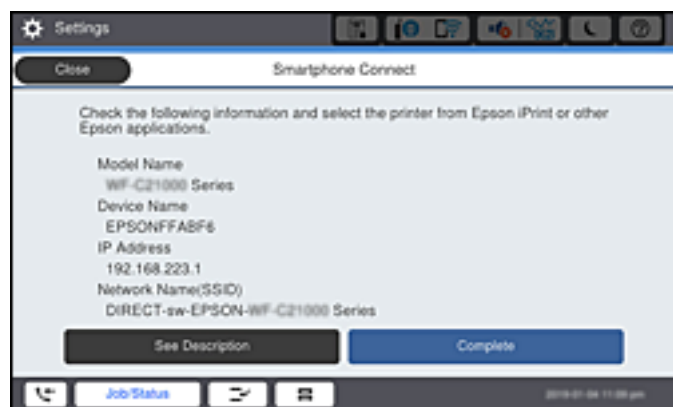 Settings
Close
Smartphone Connect
Check the following information and select the printer from Epson iPrint or other
Epson applications.
Model Name
WF-C21000 Series
Device Name
EPSONFFABF6
IP Address
192.168.223.1
Network Name(SSID)
DIRECT-sw-EPSON-WF-C21000 Series
See Description
Complete
Job/Status